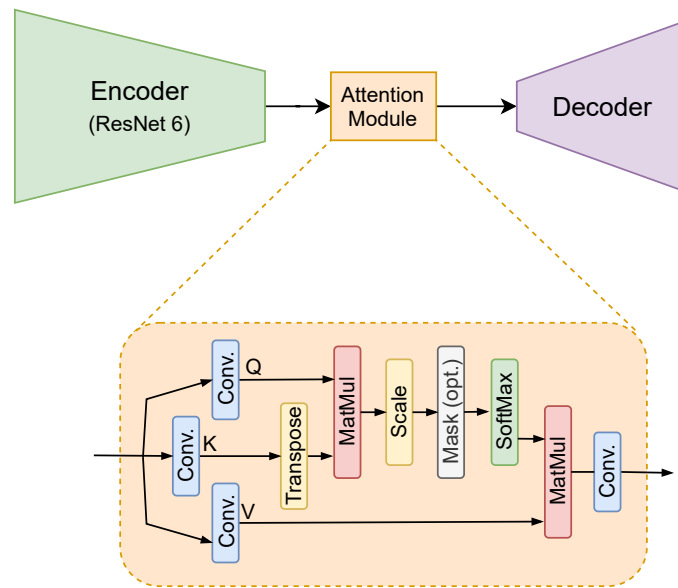 Encoder
(ResNet 6)
Attention
Module
Decoder
Conv.
Q
MatMul
Scale
Mask (opt.)
SoftMax
Conv.
K
Transpose
MatMul
Conv.
Conv.
V